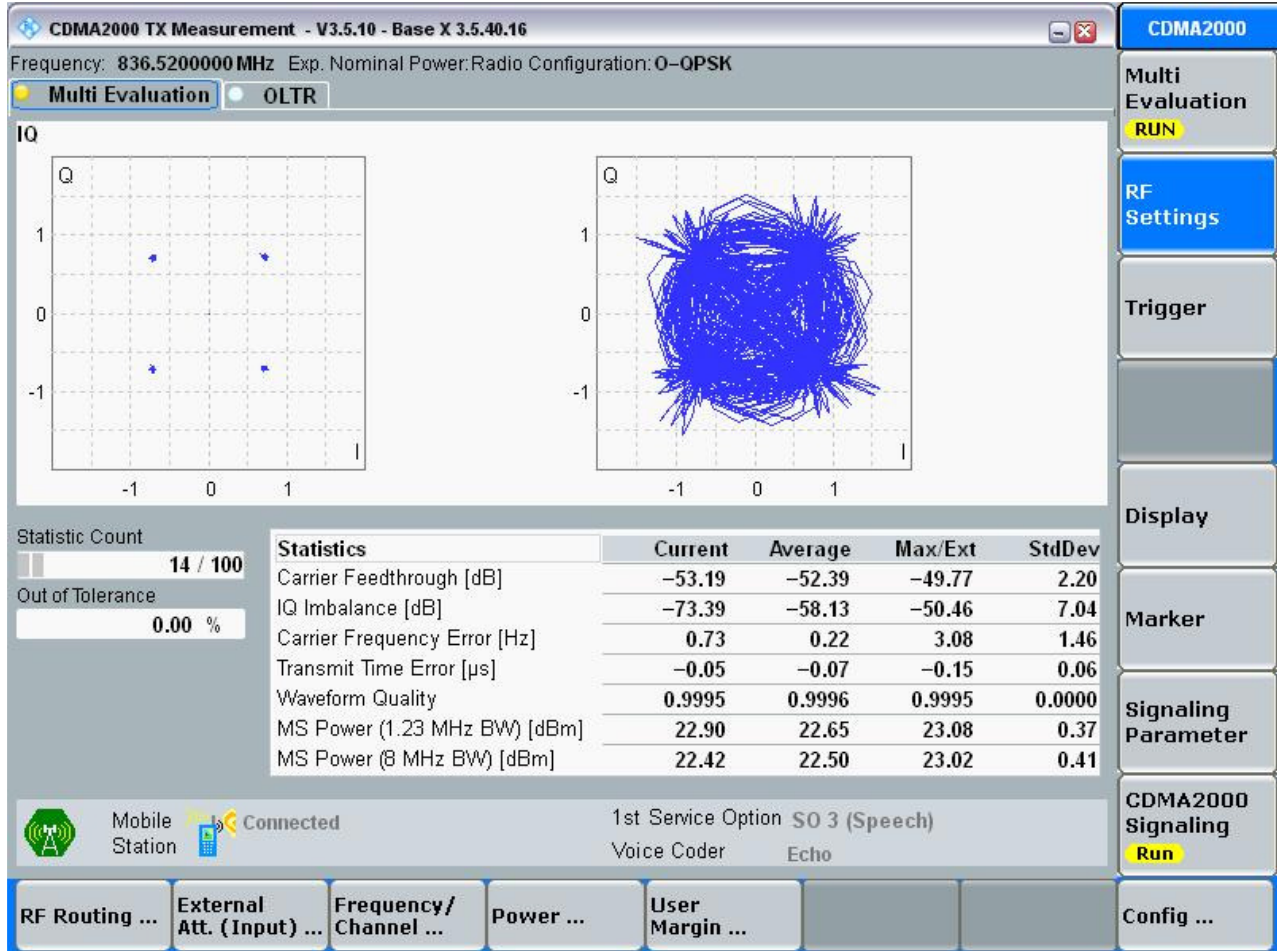 CDMA2000 TX Measurement - V3.5.10 - Base X 3.5.40.16
CDMA2000
Frequency: 836.5200000 MHz Exp. Nominal Power: Radio Configuration: O-QPSK
Multi Evaluation OLTR
Multi
Evaluation
RUN
IQ
Q
1
0
-1
I
-1 0 1
Q
1
0
-1
I
-1 0 1
RF
Settings
Trigger
Display
Marker
Signaling
Parameter
CDMA2000
Signaling
Run
Statistic Count
14 / 100
Out of Tolerance
0.00 %
Statistics Current Average Max/Ext StdDev
Carrier Feedthrough [dB] −53.19 −52.39 −49.77 2.20
IQ Imbalance [dB] −73.39 −58.13 −50.46 7.04
Carrier Frequency Error [Hz] 0.73 0.22 3.08 1.46
Transmit Time Error [µs] −0.05 −0.07 −0.15 0.06
Waveform Quality 0.9995 0.9996 0.9995 0.0000
MS Power (1.23 MHz BW) [dBm] 22.90 22.65 23.08 0.37
MS Power (8 MHz BW) [dBm] 22.42 22.50 23.02 0.41
Mobile
Station
Connected
1st Service Option SO 3 (Speech)
Voice Coder Echo
RF Routing ...
External
Att. (Input) ...
Frequency/
Channel ...
Power ...
User
Margin ...
Config ...